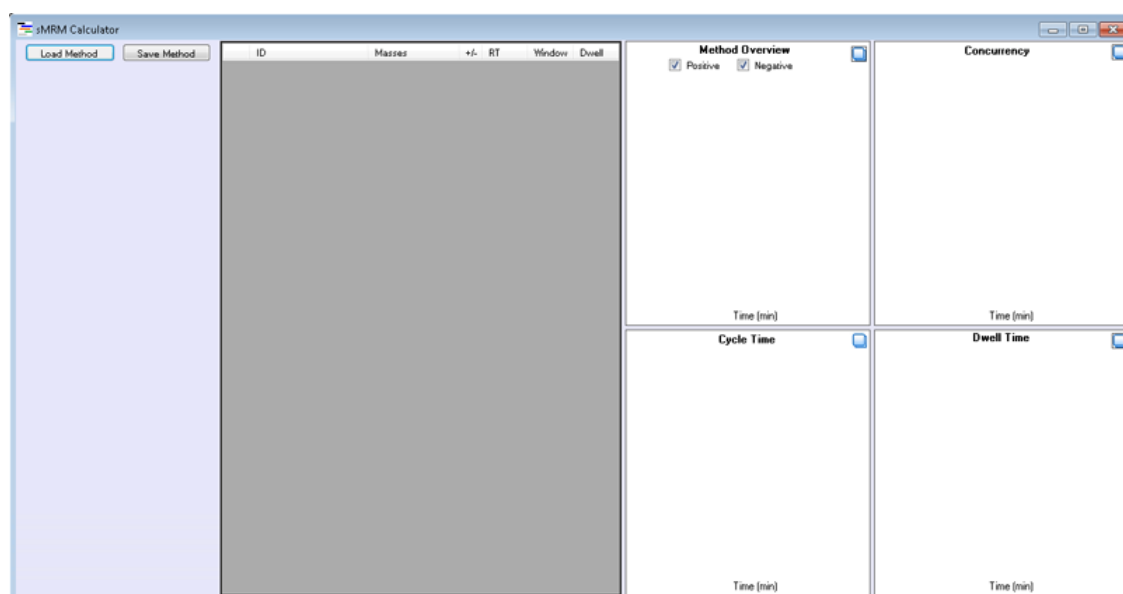 sMRM Calculator
Load Method Save Method
ID Masses +/- RT Window Dwell
Method Overview
Positive Negative
Time (min)
Concurrency
Time (min)
Cycle Time
Time (min)
Dwell Time
Time (min)